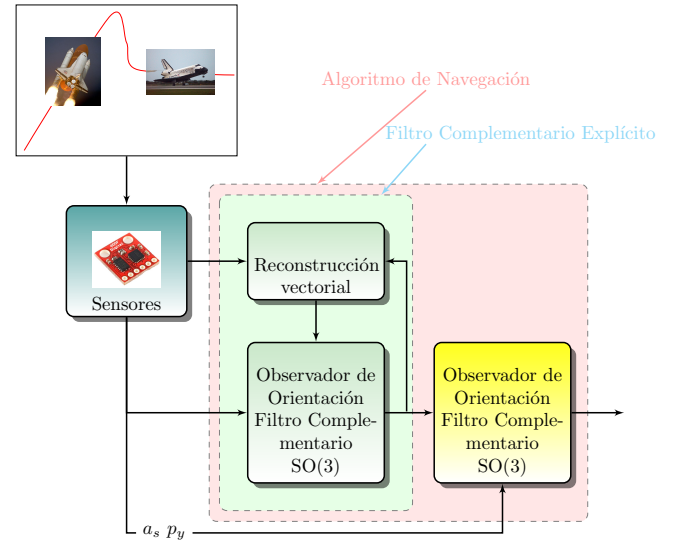 Algoritmo de Navegación
Filtro Complementario Explícito
Reconstrucción
vectorial
Sensores
Observador de
Orientación
Filtro Comple-
mentario
SO(3)
Observador de
Orientación
Filtro Comple-
mentario
SO(3)
a_s p_y